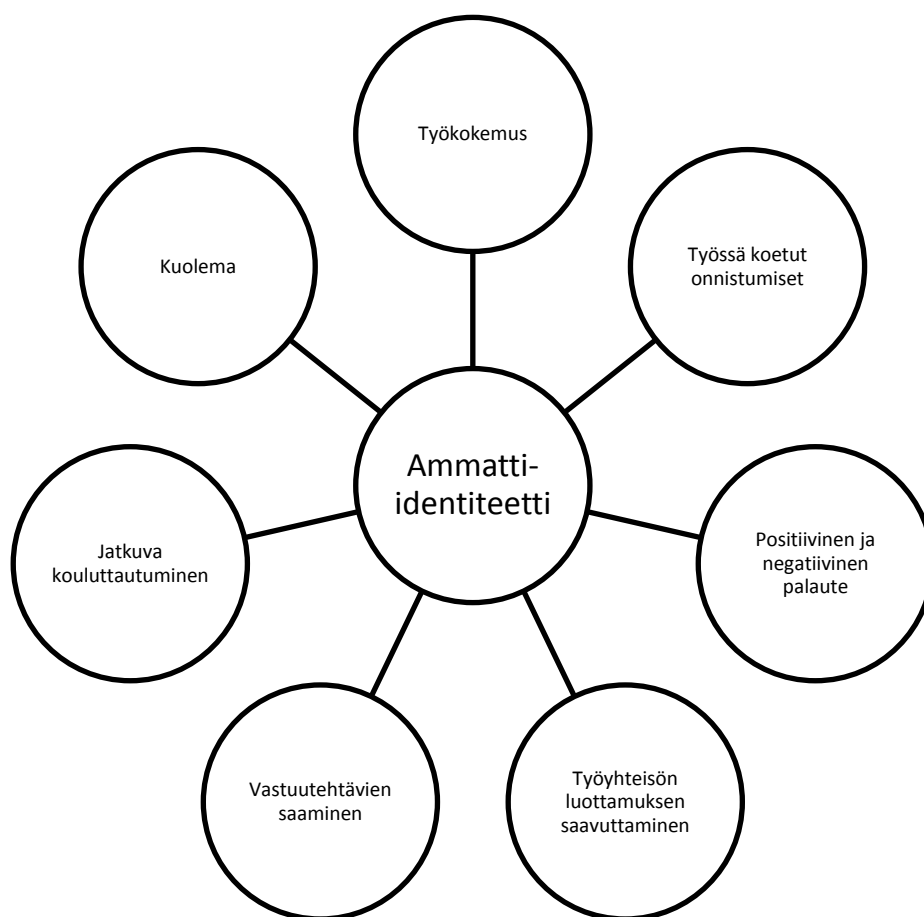 Työkokemus
Työssä koetut
onnistumiset
Positiivinen ja
negatiivinen
palaute
Työyhteisön
luottamuksen
saavuttaminen
Vastuutehtävien
saaminen
Jatkuva
kouluttautuminen
Kuolema
Ammatti-
identiteetti